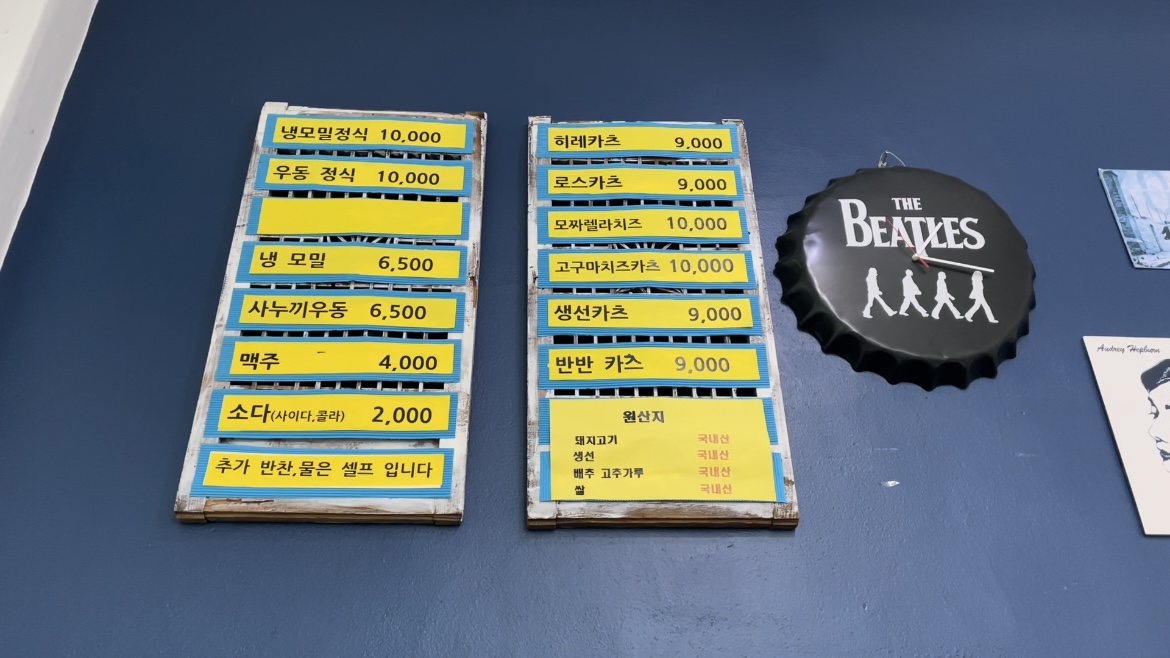 냉모밀정식 10,000
우동 정식 10,000
냉 모밀 6,500
사누끼우동 6,500
맥주 4,000
소다(사이다,콜라) 2,000
추가 반찬,물은 셀프 입니다
히레카츠 9,000
로스카츠 9,000
모짜렐라치즈 10,000
고구마치즈카츠 10,000
생선카츠 9,000
반반 카츠 9,000
원산지
돼지고기 국내산
생선 국내산
배추 고추가루 국내산
쌀 국내산
THE
BEATLES
Audrey Hepburn